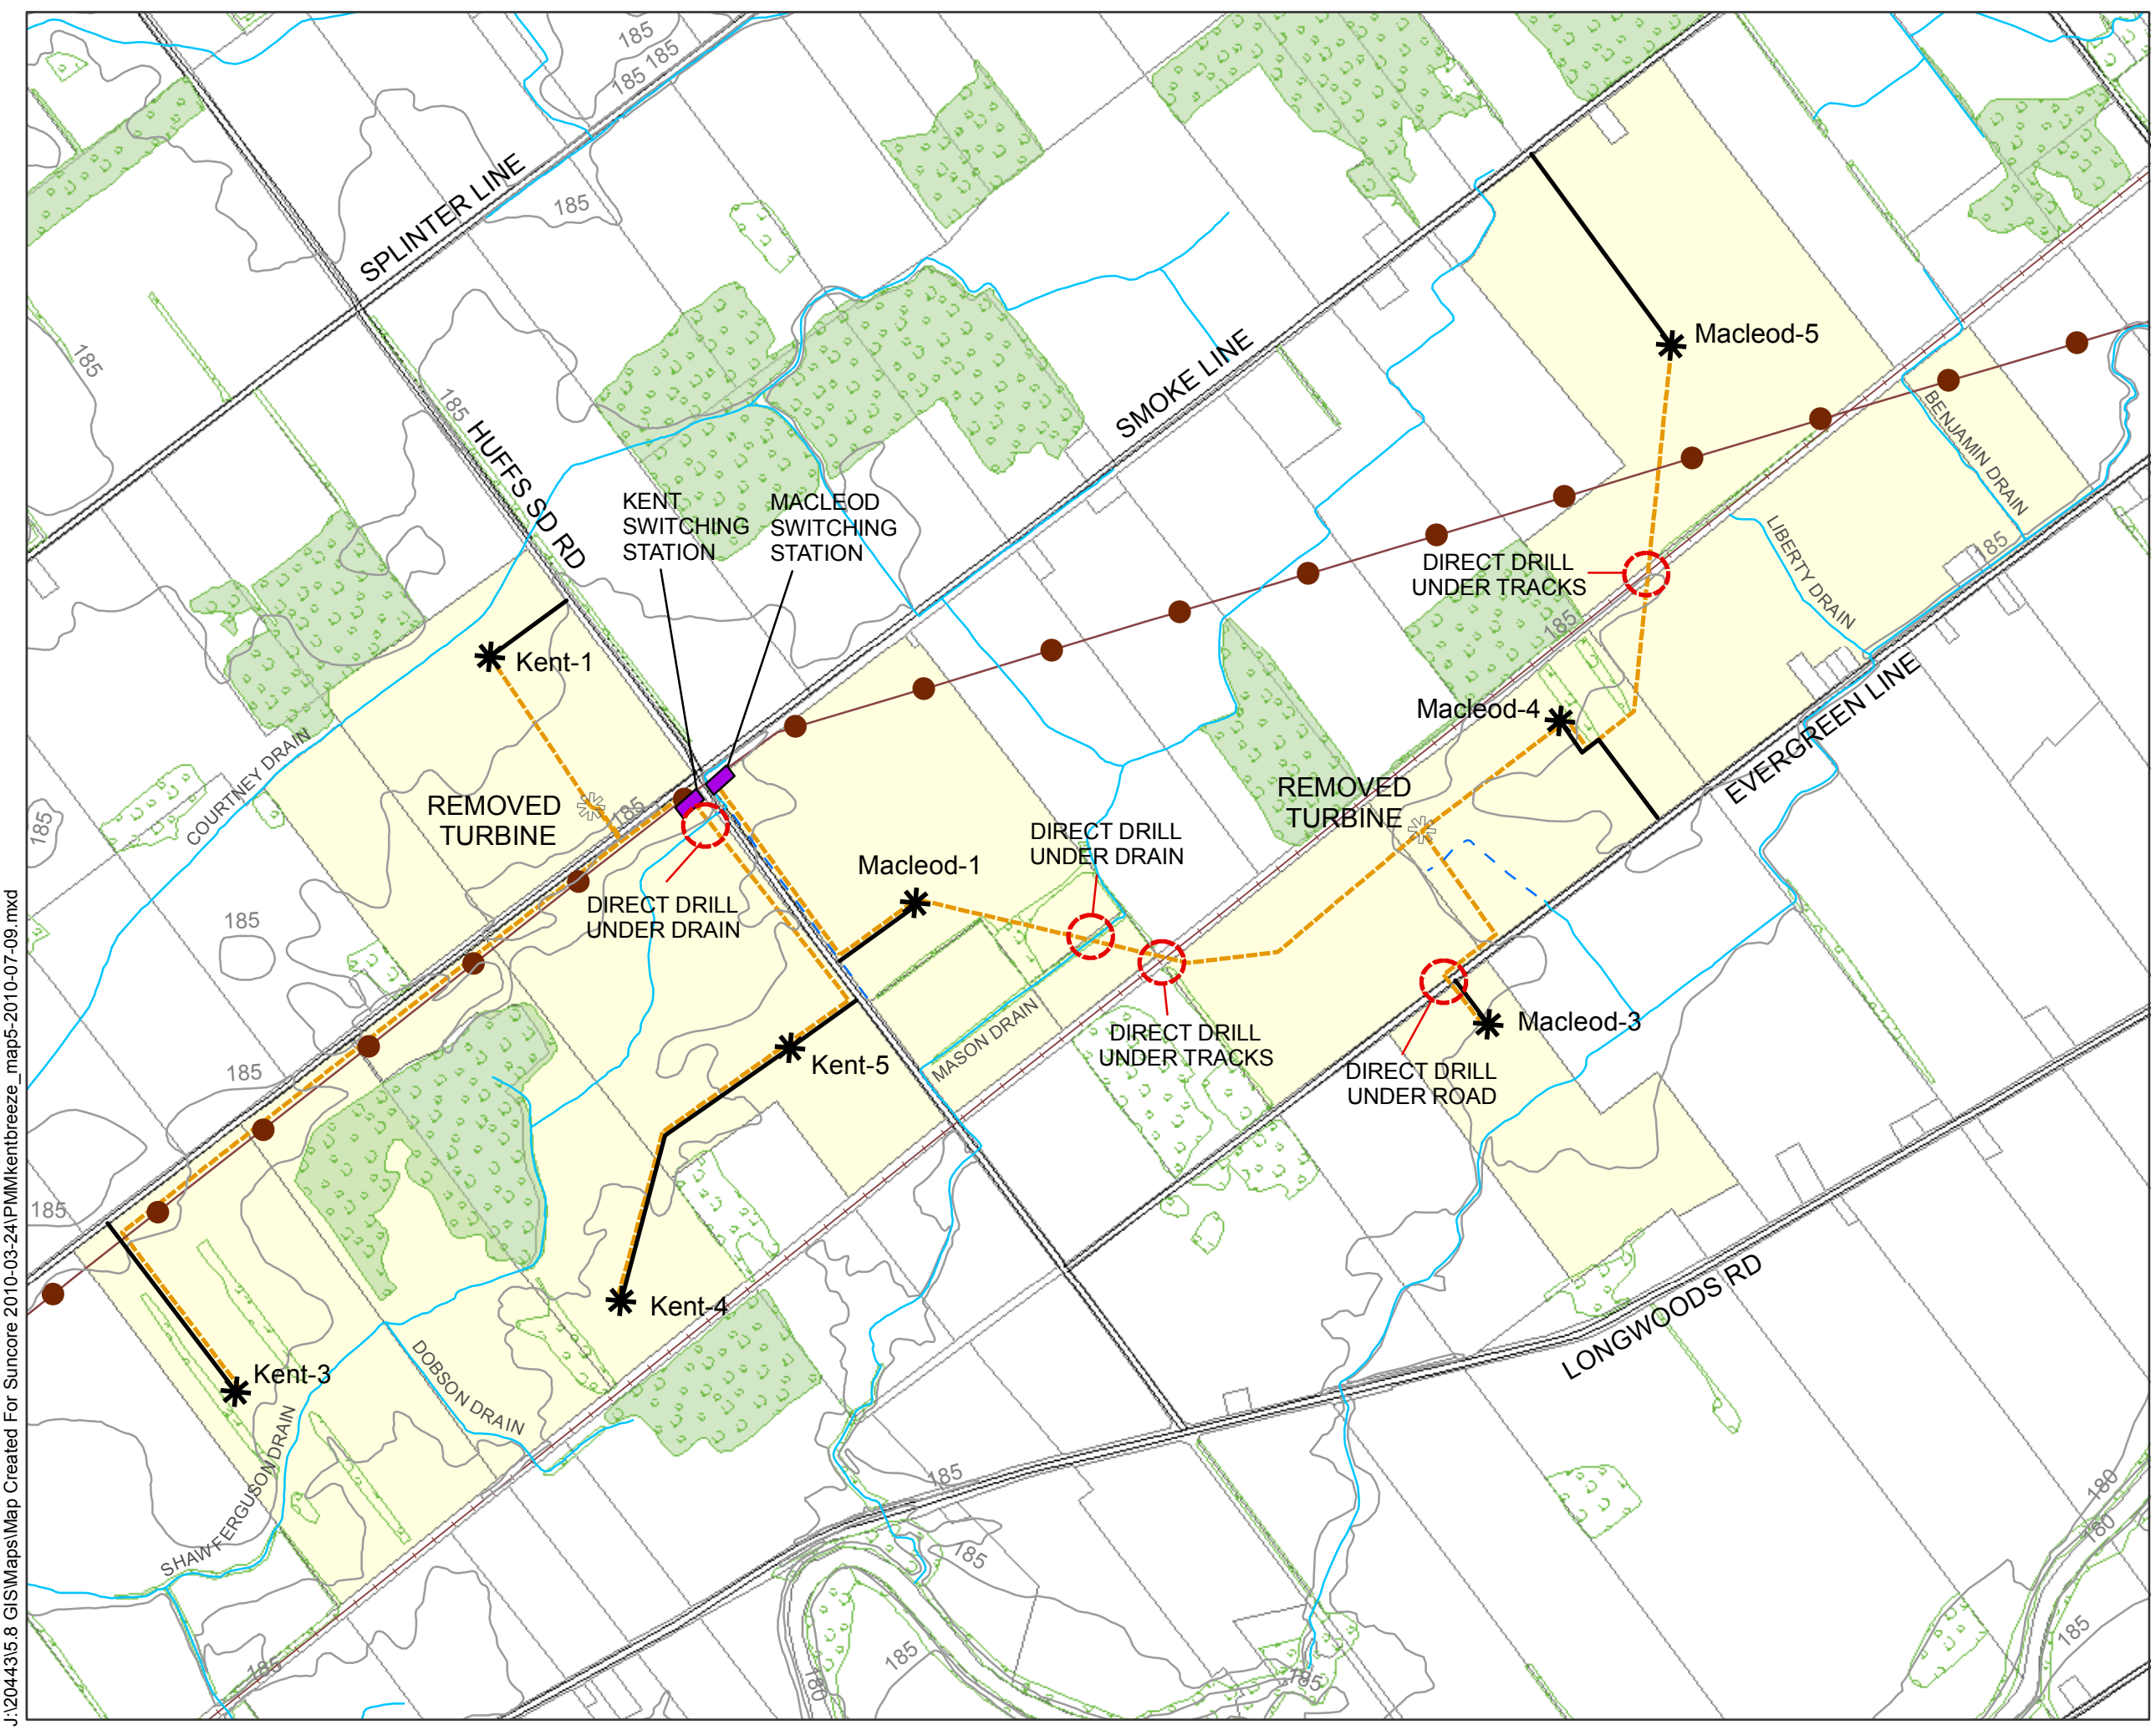 185
185 185
SPLINTER LINE
185
185
185
HUFFS SD RD
SMOKE LINE
Macleod-5
BENJAMIN DRAIN
KENT
SWITCHING
STATION
MACLEOD
SWITCHING
STATION
DIRECT DRILL
UNDER TRACKS
LIBERTY DRAIN
185
185
Kent-1
Macleod-4
EVERGREEN LINE
COURTNEY DRAIN
REMOVED
TURBINE
185
185
REMOVED
TURBINE
DIRECT DRILL
UNDER DRAIN
Macleod-1
DIRECT DRILL
UNDER DRAIN
185
MASON DRAIN
DIRECT DRILL
UNDER TRACKS
Macleod-3
DIRECT DRILL
UNDER ROAD
Kent-5
185
185
Kent-4
LONGWOODS RD
Kent-3
DOBSON DRAIN
SHAW FERGUSON DRAIN
185
185
180
180
185
185
185
185
180
J:\20443\5.8 GIS\Maps\Map Created For Suncore 2010-03-24\PMMkentbreeze_map5-2010-07-09.mxd